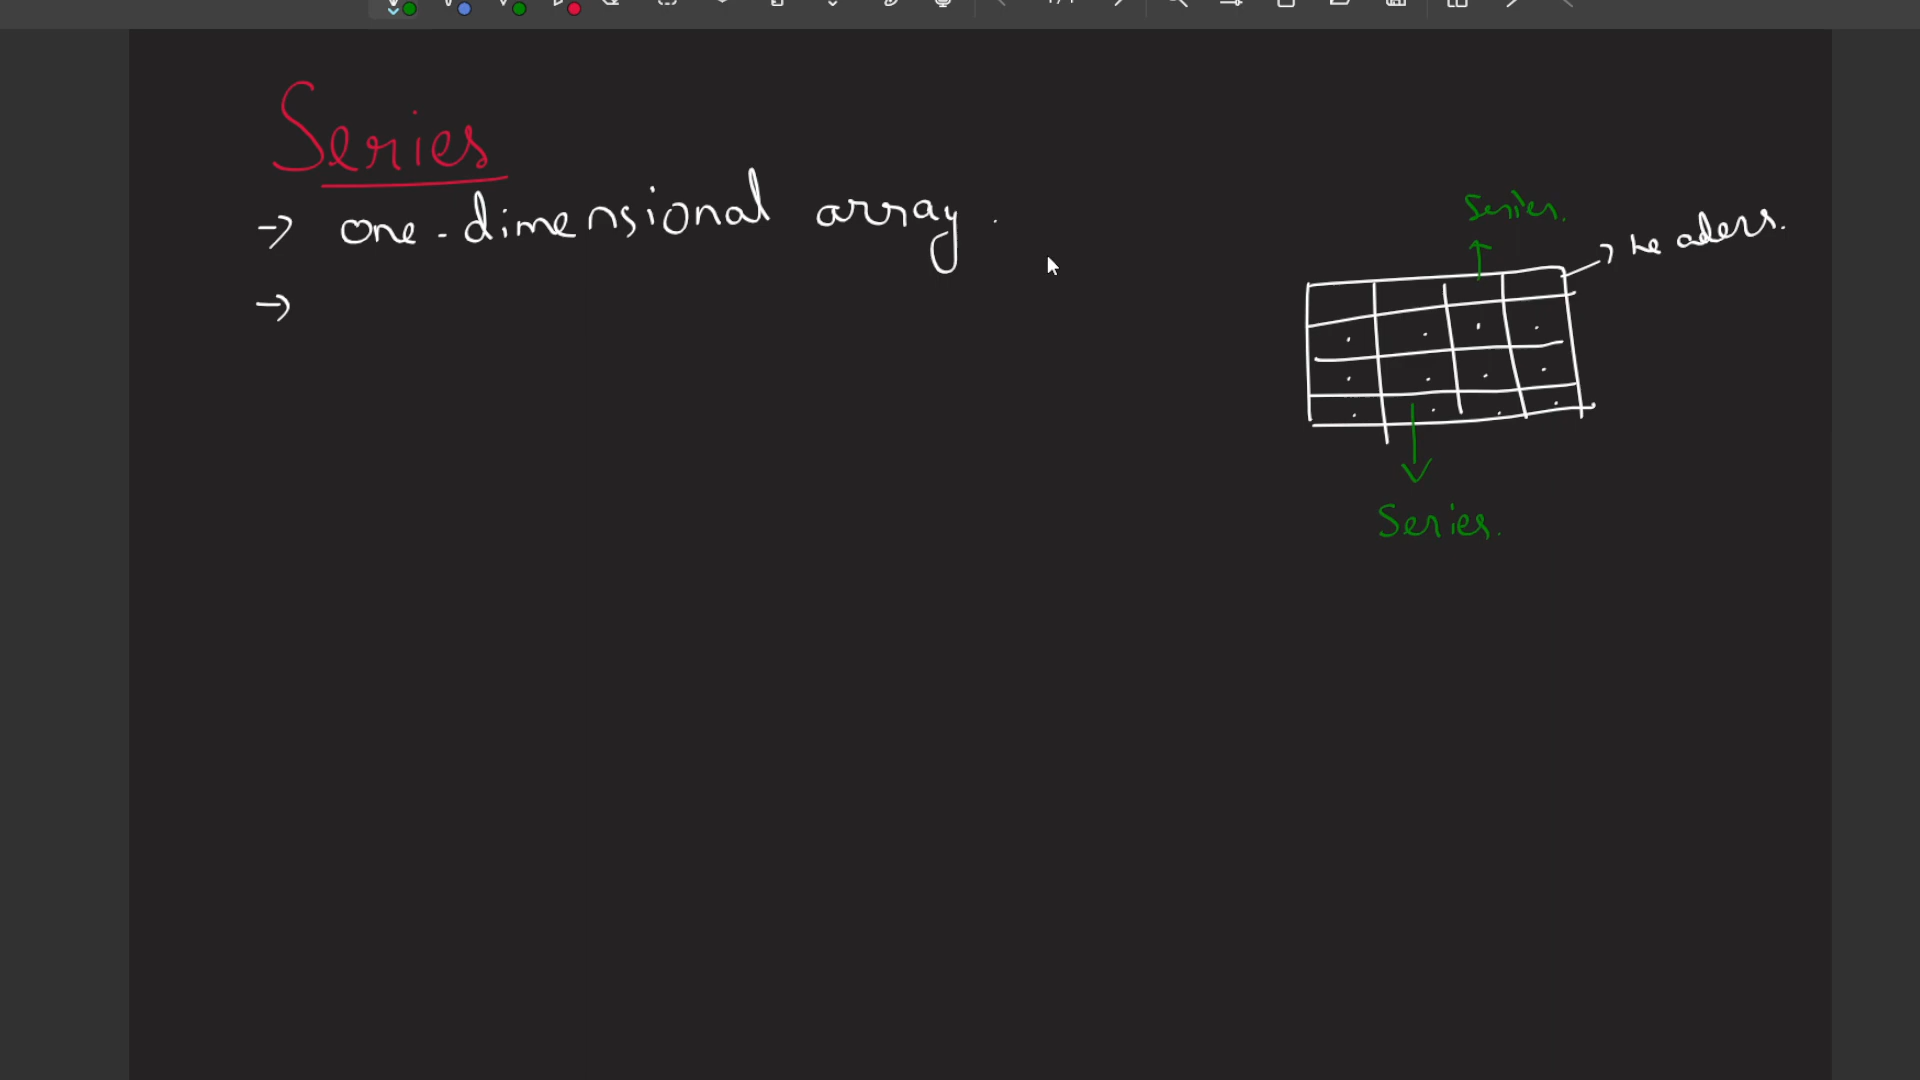 Series
→ one-dimensional array.
→
Series.
→ headers.
Series.